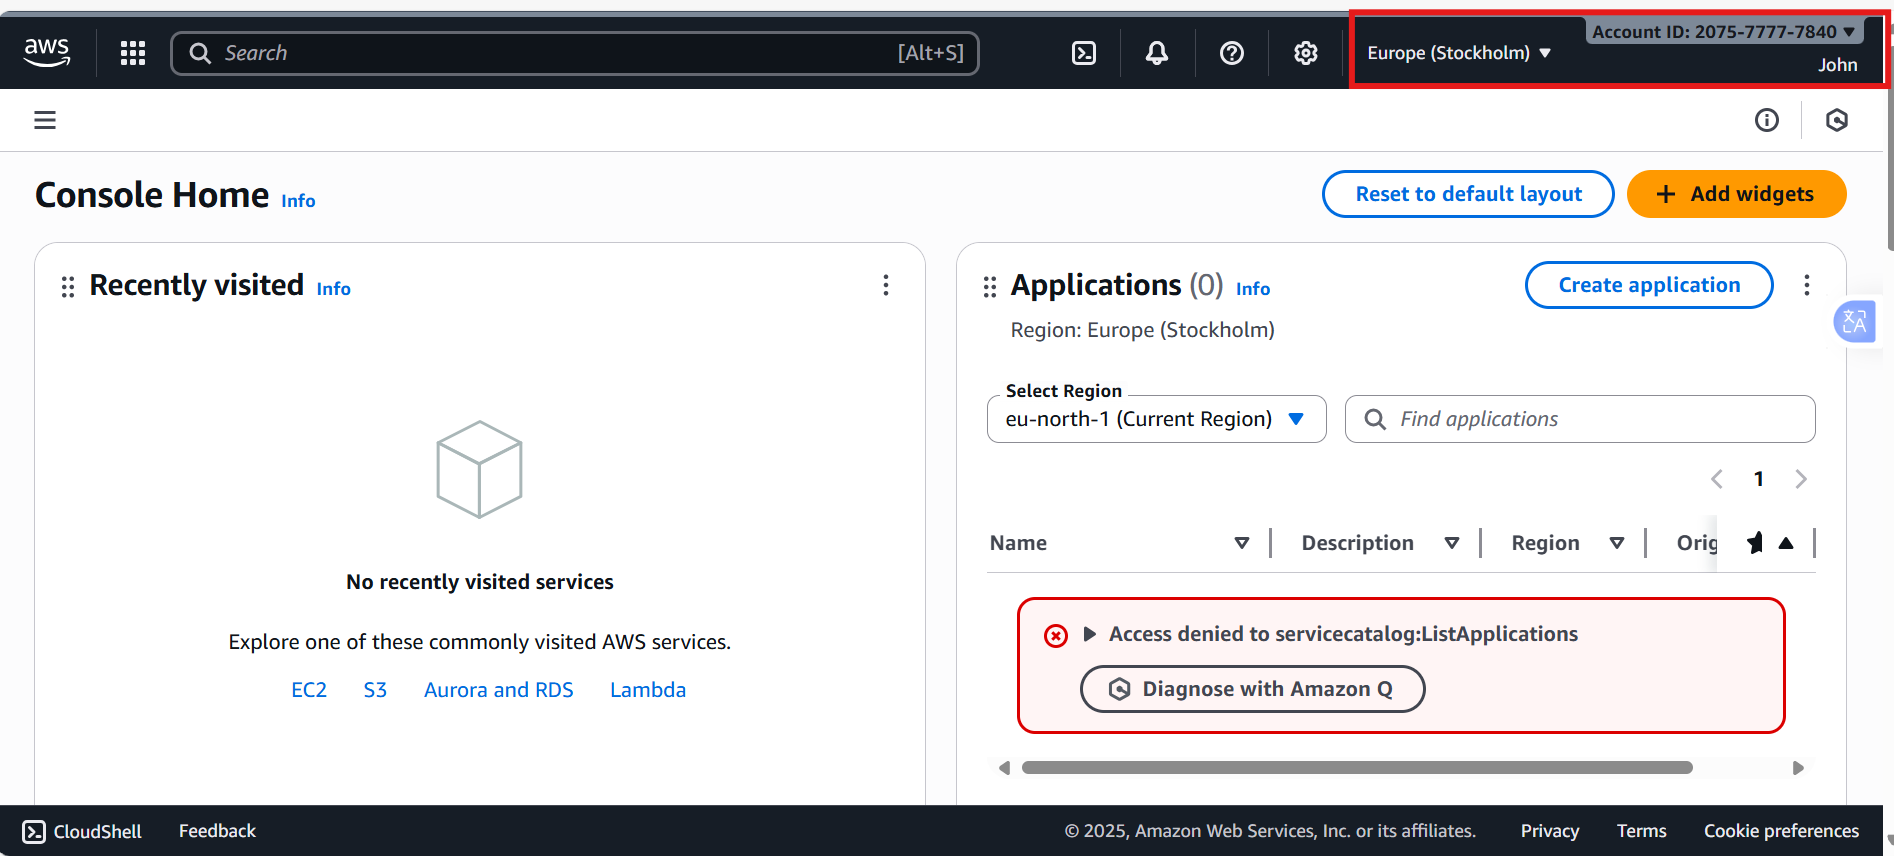 aws
Search
[Alt+S]
Europe (Stockholm)
Account ID: 2075-7777-7840
John
Console Home Info
Reset to default layout
Add widgets
Recently visited Info
No recently visited services
Explore one of these commonly visited AWS services.
EC2 S3 Aurora and RDS Lambda
Applications (0) Info
Create application
Region: Europe (Stockholm)
Select Region
eu-north-1 (Current Region)
Find applications
1
Name Description Region Orig
Access denied to servicecatalog:ListApplications
Diagnose with Amazon Q
CloudShell Feedback © 2025, Amazon Web Services, Inc. or its affiliates. Privacy Terms Cookie preferences